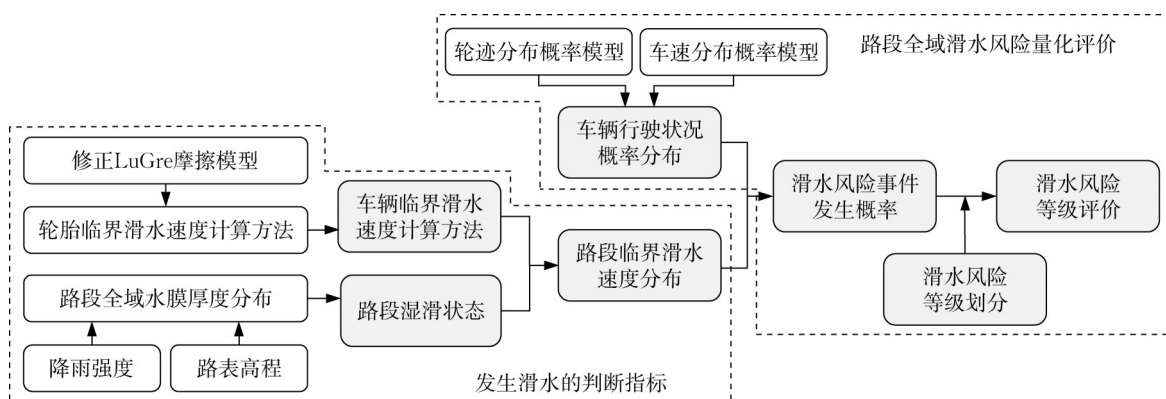 路段全域滑水风险量化评价
轮迹分布概率模型
车速分布概率模型
车辆行驶状况
概率分布
修正LuGre摩擦模型
轮胎临界滑水速度计算方法
车辆临界滑水
速度计算方法
路段全域水膜厚度分布
路段湿滑状态
降雨强度
路表高程
路段临界滑水
速度分布
滑水风险事件
发生概率
滑水风险
等级评价
滑水风险
等级划分
发生滑水的判断指标